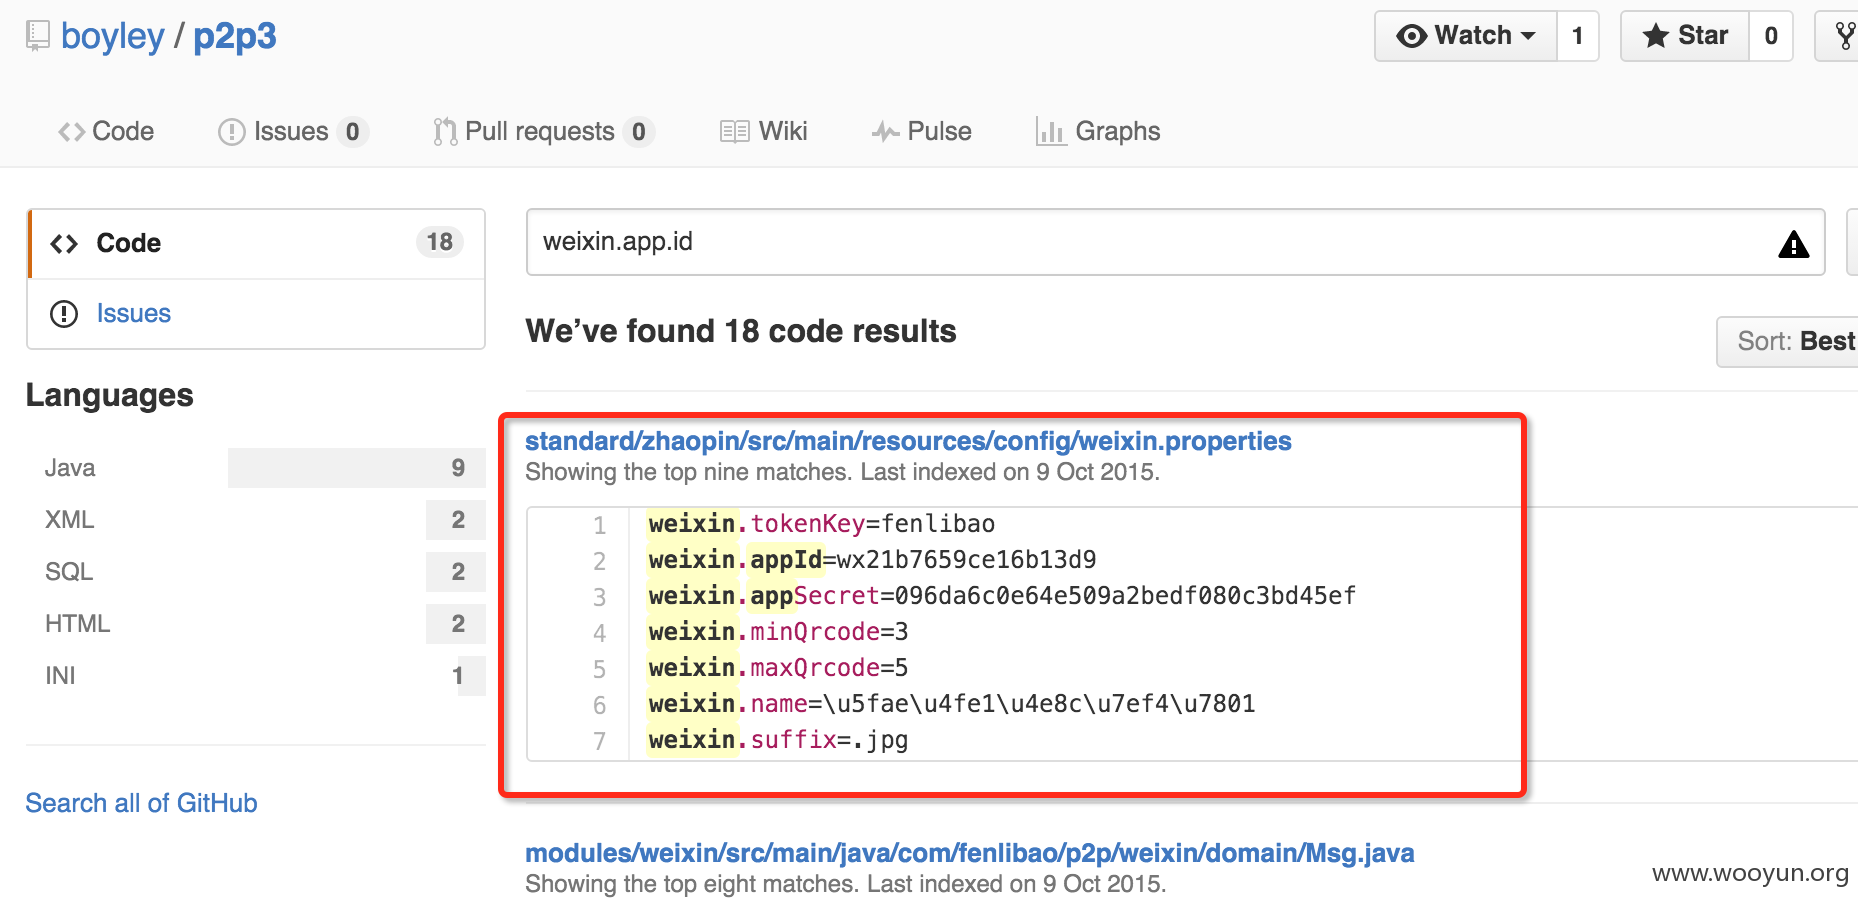 boyley / p2p3
Watch 1
Star 0
Code
Issues 0
Pull requests 0
Wiki
Pulse
Graphs
Code 18
Issues
weixin.app.id
We’ve found 18 code results
Sort: Best
Languages
Java 9
XML 2
SQL 2
HTML 2
INI 1
Search all of GitHub
standard/zhaopin/src/main/resources/config/weixin.properties
Showing the top nine matches. Last indexed on 9 Oct 2015.
1 weixin.tokenKey=fenlibao
2 weixin.appId=wx21b7659ce16b13d9
3 weixin.appSecret=096da6c0e64e509a2bedf080c3bd45ef
4 weixin.minQrcode=3
5 weixin.maxQrcode=5
6 weixin.name=\u5fae\u4fe1\u4e8c\u7ef4\u7801
7 weixin.suffix=.jpg
modules/weixin/src/main/java/com/fenlibao/p2p/weixin/domain/Msg.java
Showing the top eight matches. Last indexed on 9 Oct 2015.
www.wooyun.org